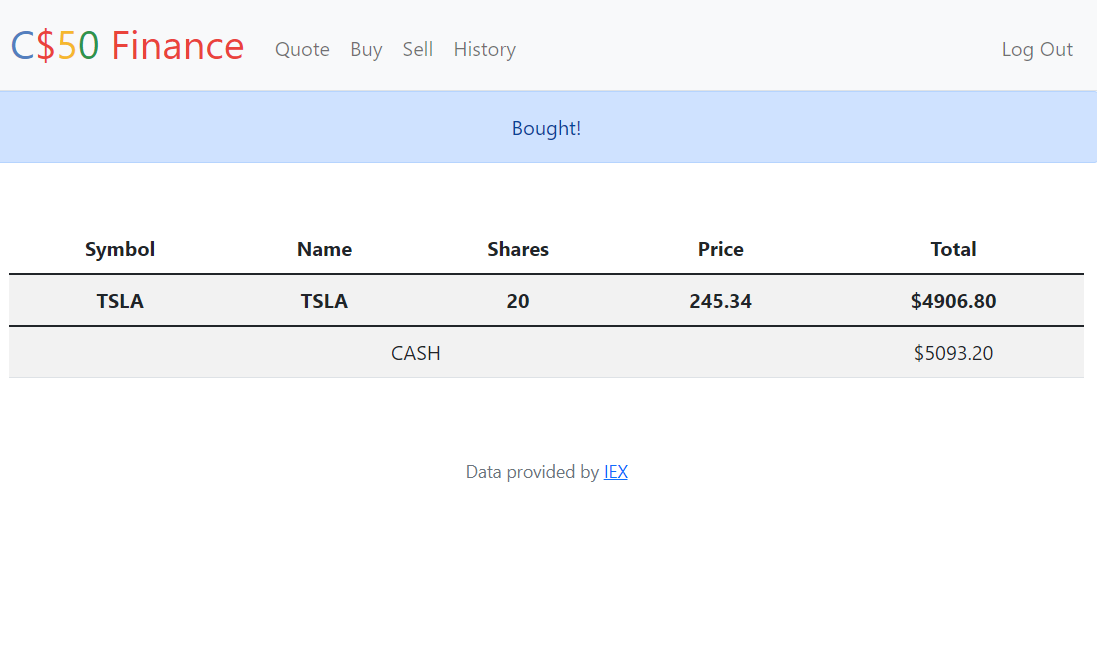 C$50 Finance Quote Buy Sell History Log Out
Bought!
Symbol Name Shares Price Total
TSLA TSLA 20 245.34 $4906.80
CASH $5093.20
Data provided by IEX